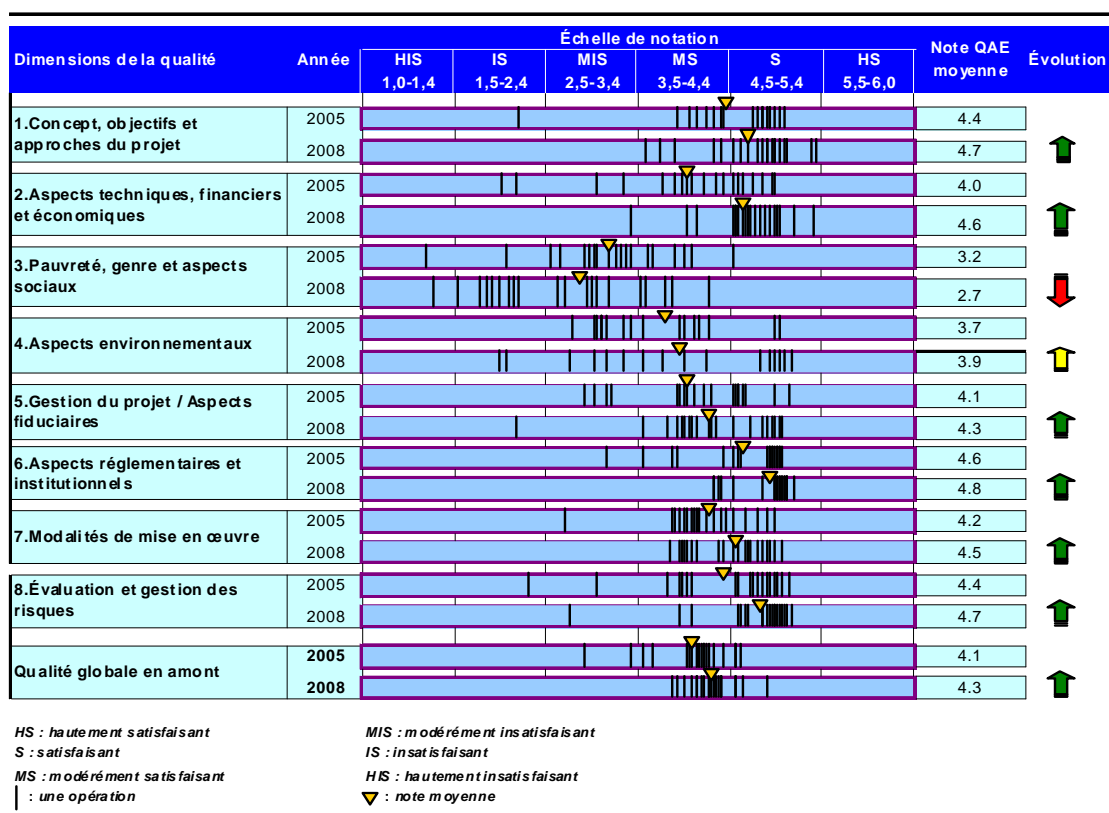 Échelle de notation
Dimensions de la qualité Année HIS IS MIS MS S HS Note QAE moyenne Évolution
1,0-1,4 1,5-2,4 2,5-3,4 3,5-4,4 4,5-5,4 5,5-6,0
1.Concept, objectifs et
approches du projet
2005 4.4
2008 4.7
2.Aspects techniques, financiers
et économiques
2005 4.0
2008 4.6
3.Pauvreté, genre et aspects
sociaux
2005 3.2
2008 2.7
4.Aspects environnementaux
2005 3.7
2008 3.9
5.Gestion du projet / Aspects
fiduciaires
2005 4.1
2008 4.3
6.Aspects réglementaires et
institutionnels
2005 4.6
2008 4.8
7.Modalités de mise en œuvre
2005 4.2
2008 4.5
8.Évaluation et gestion des
risques
2005 4.4
2008 4.7
Qualité globale en amont
2005 4.1
2008 4.3
HS : hautement satisfaisant
S : satisfaisant
MS : modérément satisfaisant
| : une opération
MIS : modérément insatisfaisant
IS : insatisfaisant
HIS : hautement insatisfaisant
: note moyenne